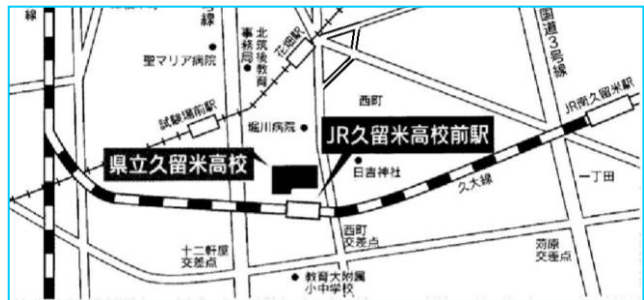 線
号線
北筑後教育
事務局
花畑駅
国道3号線
聖マリア病院
西町
JR南久留米駅
試験場前駅
堀川病院
JR久留米高校前駅
県立久留米高校
日吉神社
久大線
一丁田
十二軒屋
交差点
西町
交差点
苅原
交差点
教育大附属
小中学校